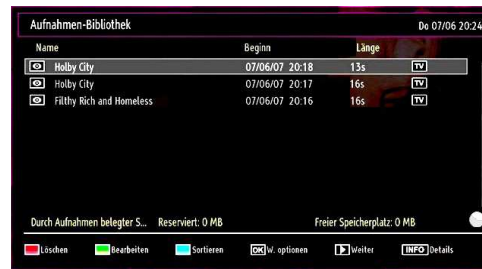 Aufnahmen-Bibliothek Do 07/06 20:24
Name Beginn Länge
Holby City 07/06/07 20:18 13s TV
Holby City 07/06/07 20:17 16s TV
Filthy Rich and Homeless 07/06/07 20:16 16s TV
Durch Aufnahmen belegter S... Reserviert: 0 MB Freier Speicherplatz: 0 MB
Löschen Bearbeiten Sortieren OK W. optionen Weiter INFO Details